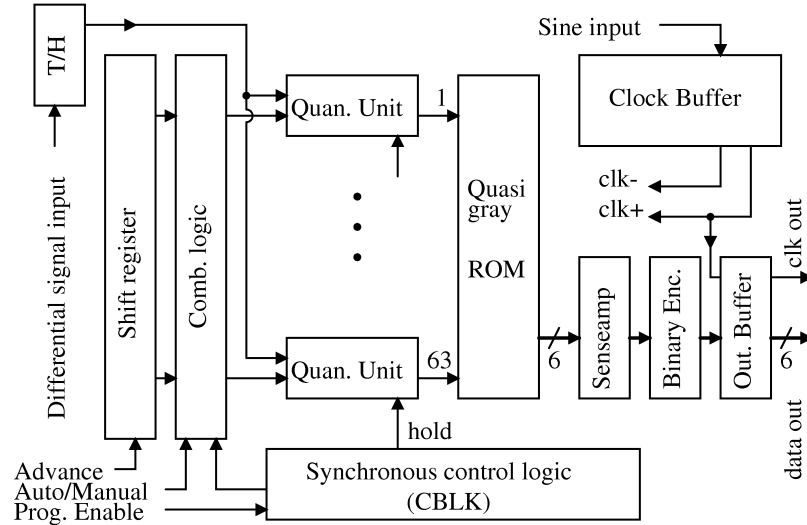 T/H
Differential signal input
Shift register
Comb. logic
Quan. Unit
1
Quan. Unit
63
Quasi
gray
ROM
Sine input
Clock Buffer
clk-
clk+
clk out
6
Senseamp
Binary Enc.
Out. Buffer
6
data out
hold
Synchronous control logic
(CBLK)
Advance
Auto/Manual
Prog. Enable